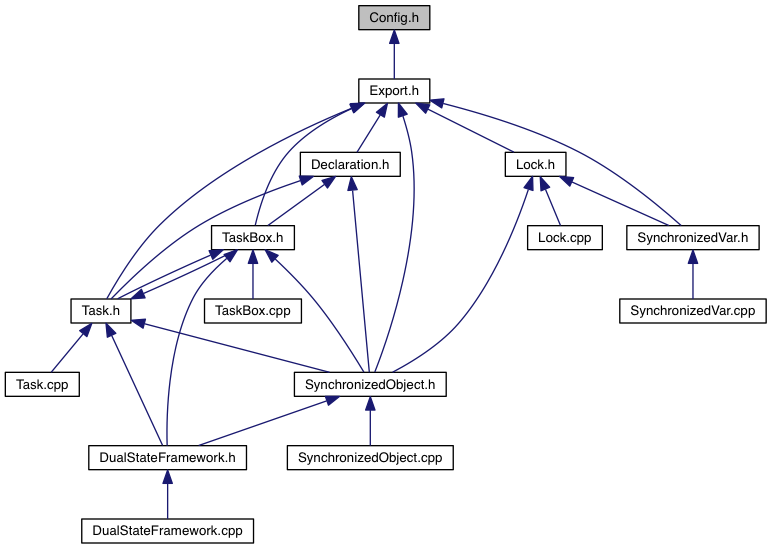 Config.h
Export.h
Declaration.h
Lock.h
TaskBox.h
Lock.cpp
SynchronizedVar.h
Task.h
TaskBox.cpp
SynchronizedVar.cpp
Task.cpp
SynchronizedObject.h
DualStateFramework.h
SynchronizedObject.cpp
DualStateFramework.cpp